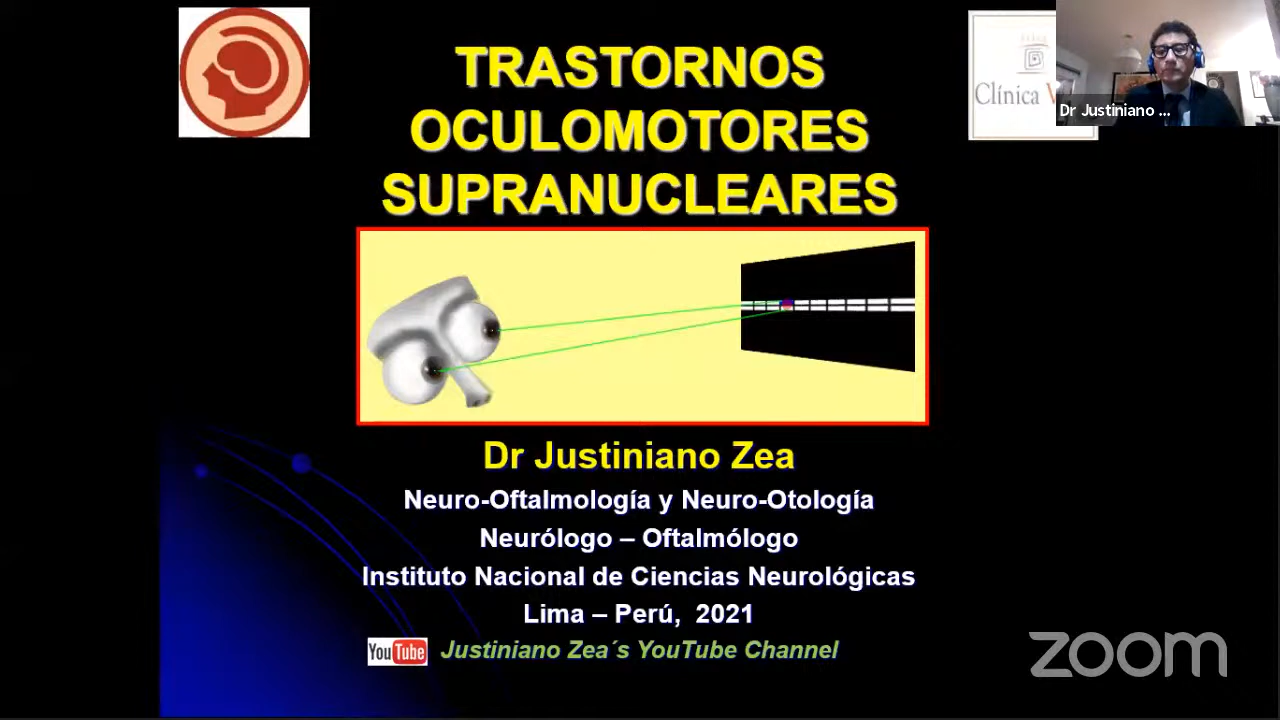 TRASTORNOS
OCULOMOTORES
SUPRANUCLEARES
Clínica
Dr Justiniano ...
Dr Justiniano Zea
Neuro-Oftalmología y Neuro-Otología
Neurólogo – Oftalmólogo
Instituto Nacional de Ciencias Neurológicas
Lima – Perú, 2021
YouTube Justiniano Zea´s YouTube Channel
zoom